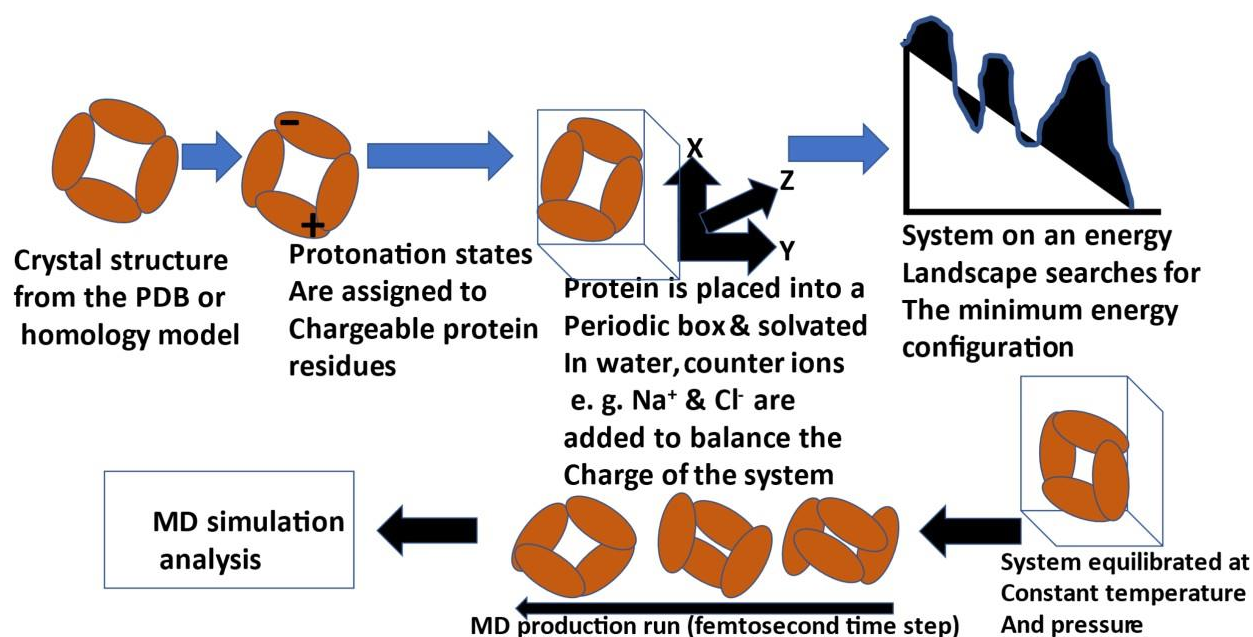 Crystal structure
from the PDB or
homology model
−
+
Protonation states
Are assigned to
Chargeable protein
residues
X
Z
Y
Protein is placed into a
Periodic box & solvated
In water, counter ions
e. g. Na⁺ & Cl⁻ are
added to balance the
Charge of the system
System on an energy
Landscape searches for
The minimum energy
configuration
System equilibrated at
Constant temperature
And pressure
MD production run (femtosecond time step)
MD simulation
analysis